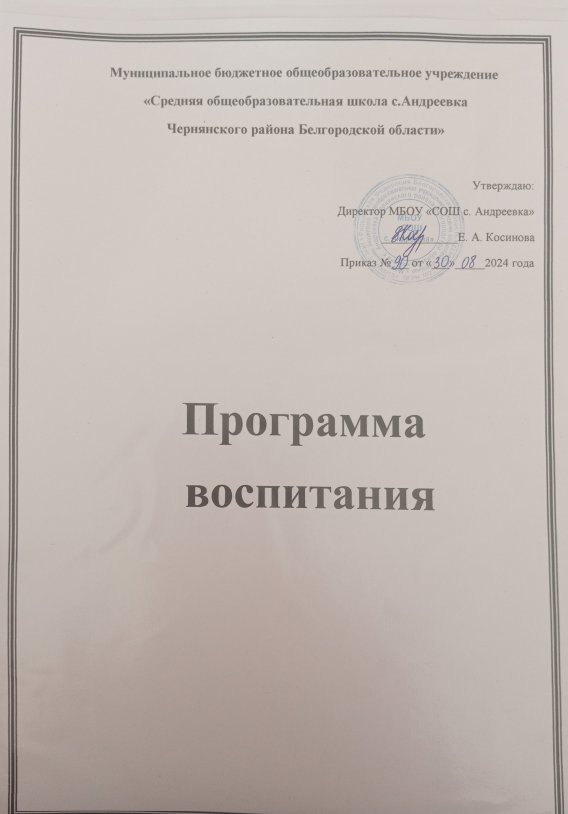 Муниципальное бюджетное общеобразовательное учреждение
«Средняя общеобразовательная школа с.Андреевка
Чернянского района Белгородской области»
Утверждаю:
Директор МБОУ «СОШ с. Андреевка»
Е. А. Косинова
Приказ № 90 от «30» 08 2024 года
Программа
воспитания